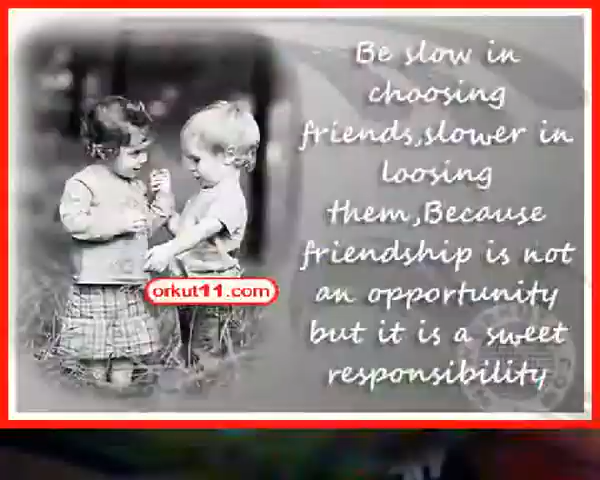 Be slow in
choosing
friends,slower in
loosing
them,Because
friendship is not
an opportunity
but it is a sweet
responsibility
orkut11.com